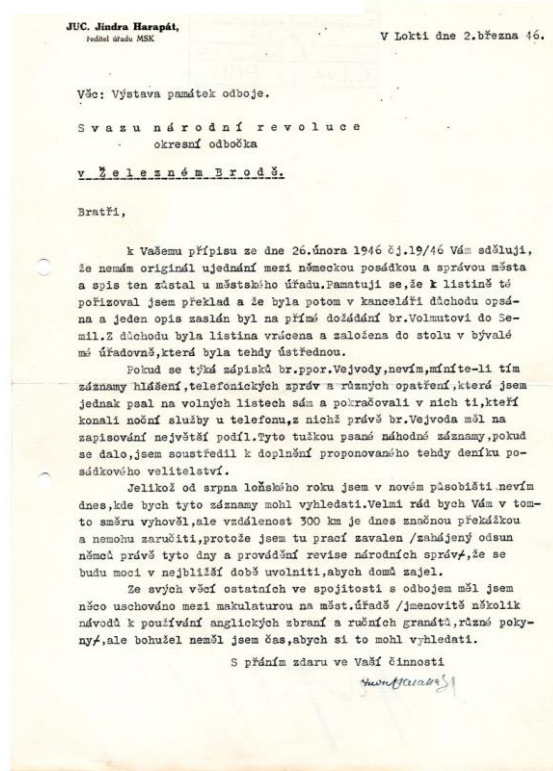 JUC. Jindra Harapát,
ředitel úřadu MSK
V Lokti dne 2.března 46.
Věc: Výstava památek odboje.
S v a z u  n á r o d n í  r e v o l u c e
okresní odbočka
v  Ž e l e z n é m  B r o d ě.
Bratři,
k Vašemu přípisu ze dne 26.února 1946 čj.19/46 Vám sděluji,
že nemám originál ujednání mezi německou posádkou a správou města
a spis ten zůstal u městského úřadu.Pamatuji se,že k listině té
pořizoval jsem překlad a že byla potom v kanceláři důchodu opsá-
na a jeden opis zaslán byl na přímé dožádání br.Volmutovi do Se-
mil.Z důchodu byla listina vrácena a založena do stolu v bývalé
mé úřadovně,která byla tehdy ústřednou.
Pokud se týká zápisků br.ppor.Vejvody,nevím,míníte-li tím
záznamy hlášení,telefonických zpráv a různých opatření,která jsem
jednak psal na volných listech sám a pokračovali v nich ti,kteří
konali noční služby u telefonu,z nichž právě br.Vejvoda měl na
zapisování největší podíl.Tyto tužkou psané náhodné záznamy,pokud
se dalo,jsem soustředil k doplnění proponovaného tehdy deníku po-
sádkového velitelství.
Jelikož od srpna loňského roku jsem v novém působišti nevím
dnes,kde bych tyto záznamy mohl vyhledati.Velmi rád bych Vám v tom-
to směru vyhověl,ale vzdálenost 300 km je dnes značnou překážkou
a nemohu zaručiti,protože jsem tu prací zavalen /zahájený odsun
němců právě tyto dny a provádění revise národních správ/,že se
budu moci v nejbližší době uvolniti,abych domů zajel.
Ze svých věcí ostatních ve spojitosti s odbojem měl jsem
něco uschováno mezi makulaturou na měst.úřadě /jmenovitě několik
návodů k používání anglických zbraní a ručních granátů,různé poky-
ny/,ale bohužel neměl jsem čas,abych si to mohl vyhledati.
S přáním zdaru ve Vaší činnosti